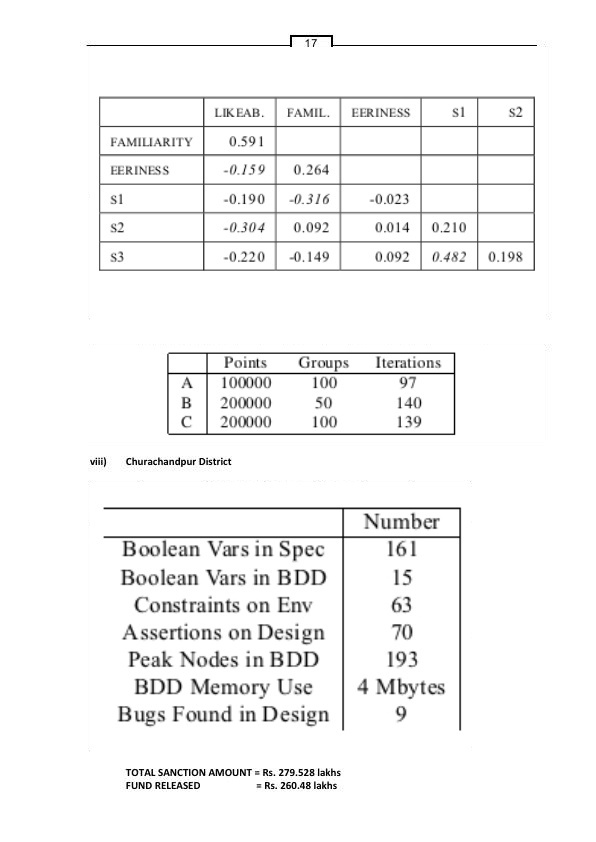 17
LIKEAB. FAMIL. EERINESS S1 S2
FAMILIARITY 0.591
EERINESS -0.159 0.264
S1 -0.190 -0.316 -0.023
S2 -0.304 0.092 0.014 0.210
S3 -0.220 -0.149 0.092 0.482 0.198
Points Groups Iterations
A 100000 100 97
B 200000 50 140
C 200000 100 139
viii) Churachandpur District
Number
Boolean Vars in Spec 161
Boolean Vars in BDD 15
Constraints on Env 63
Assertions on Design 70
Peak Nodes in BDD 193
BDD Memory Use 4 Mbytes
Bugs Found in Design 9
TOTAL SANCTION AMOUNT = Rs. 279.528 lakhs
FUND RELEASED = Rs. 260.48 lakhs